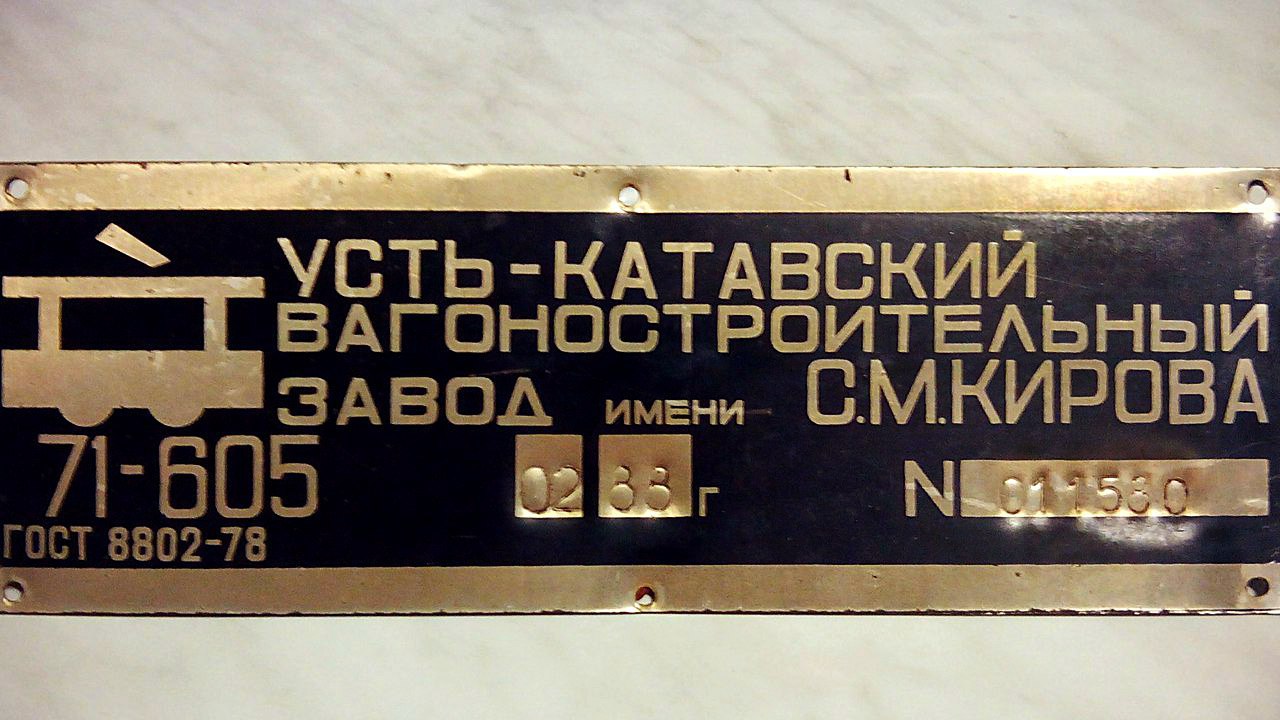 УСТЬ-КАТАВСКИЙ
ВАГОНОСТРОИТЕЛЬНЫЙ
ЗАВОД ИМЕНИ С.М.КИРОВА
71-605 02 88 г N 011580
ГОСТ 8802-78